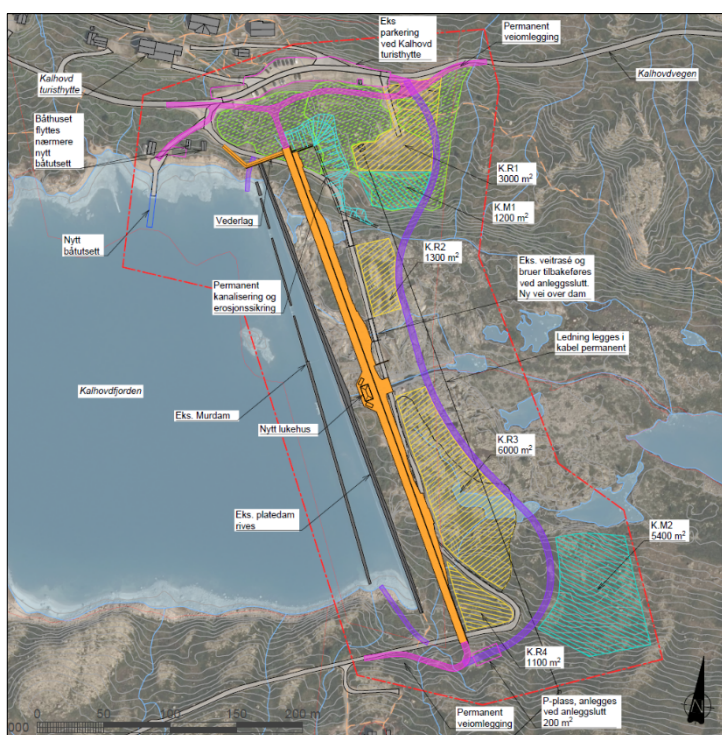 Eks
parkering
ved Kalhovd
turisthytte
Permanent
veiomlegging
Kalhovd
turisthytte
Kalhovdvegen
Båthuset
flyttes
nærmere
nytt
båtutsett
K.R1
3000 m²
K.M1
1200 m²
Vederlag
Nytt
båtutsett
K.R2
1300 m²
Eks. veitrasé og
bruer tilbakeføres
ved anleggsslutt.
Ny vei over dam
Permanent
kanalisering og
erosjonssikring
Ledning legges i
kabel permanent
Kalhovdfjorden
Eks. Murdam
Nytt lukehus
K.R3
6000 m²
Eks. platedam
rives
K.M2
5400 m²
K.R4
1100 m²
P-plass, anlegges
ved anleggslutt
200 m²
Permanent
veiomlegging
000 0 50 100 150 200 m
N